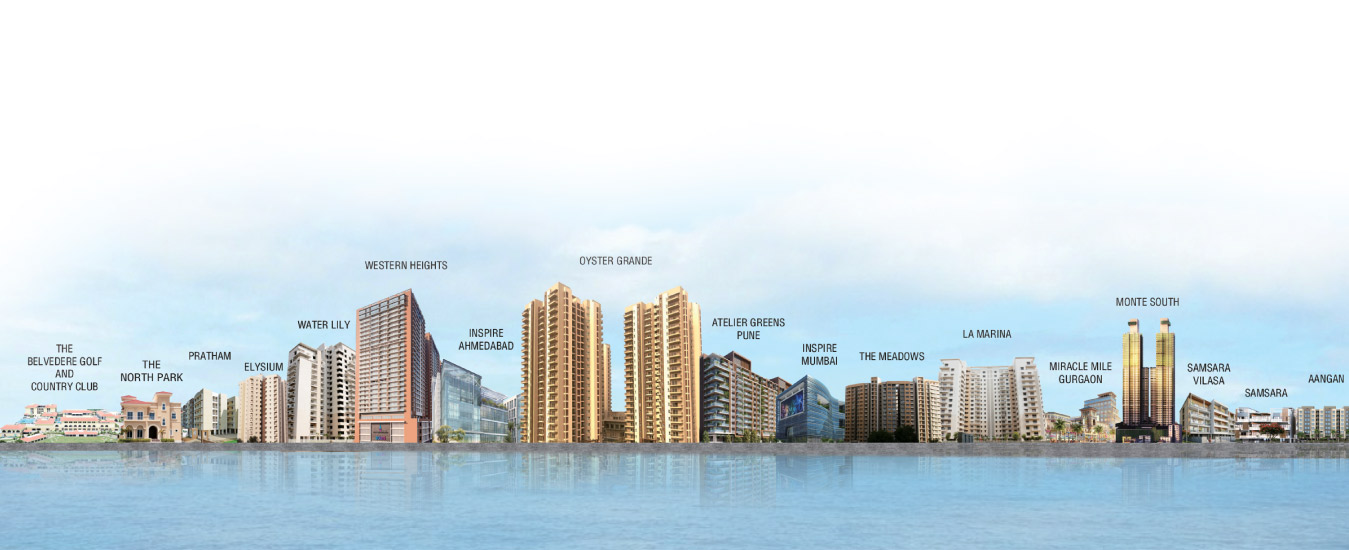 THE
BELVEDERE GOLF
AND
COUNTRY CLUB
THE
NORTH PARK
PRATHAM
ELYSIUM
WATER LILY
WESTERN HEIGHTS
INSPIRE
AHMEDABAD
OYSTER GRANDE
ATELIER GREENS
PUNE
INSPIRE
MUMBAI
THE MEADOWS
LA MARINA
MIRACLE MILE
GURGAON
MONTE SOUTH
SAMSARA
VILASA
SAMSARA
AANGAN